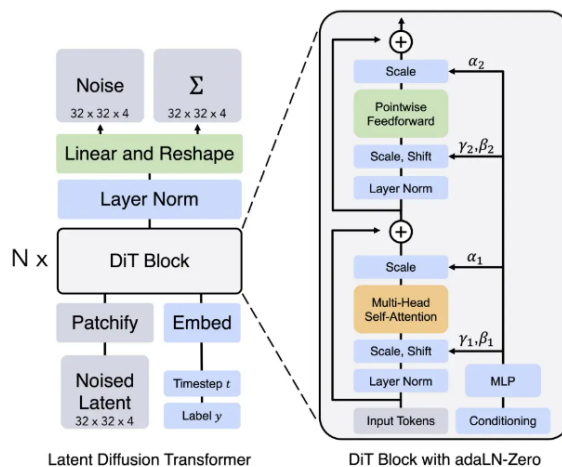 Noise
32 x 32 x 4
Σ
32 x 32 x 4
Linear and Reshape
Layer Norm
N x
DiT Block
Patchify
Embed
Noised
Latent
32 x 32 x 4
Timestep t
Label y
Latent Diffusion Transformer
Scale
α₂
Pointwise
Feedforward
Scale, Shift
γ₂,β₂
Layer Norm
Scale
α₁
Multi-Head
Self-Attention
Scale, Shift
γ₁,β₁
Layer Norm
MLP
Input Tokens
Conditioning
DiT Block with adaLN-Zero